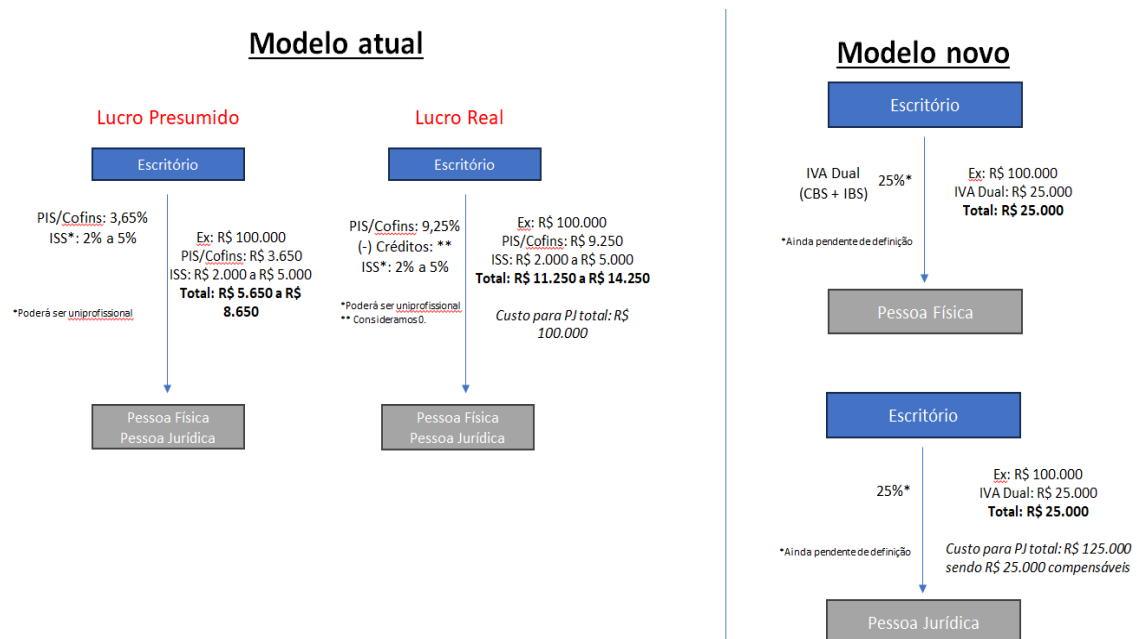 Modelo atual
Lucro Presumido
Escritório
PIS/Cofins: 3,65%
ISS*: 2% a 5%
Ex: R$ 100.000
PIS/Cofins: R$ 3.650
ISS: R$ 2.000 a R$ 5.000
Total: R$ 5.650 a R$
8.650
*Poderá ser uniprofissional
Pessoa Física
Pessoa Jurídica
Lucro Real
Escritório
PIS/Cofins: 9,25%
(-) Créditos: **
ISS*: 2% a 5%
Ex: R$ 100.000
PIS/Cofins: R$ 9.250
ISS: R$ 2.000 a R$ 5.000
Total: R$ 11.250 a R$ 14.250
*Poderá ser uniprofissional
** Consideramos 0.
Custo para PJ total: R$
100.000
Pessoa Física
Pessoa Jurídica
Modelo novo
Escritório
IVA Dual
(CBS + IBS)
25%*
Ex: R$ 100.000
IVA Dual: R$ 25.000
Total: R$ 25.000
*Ainda pendente de definição
Pessoa Física
Escritório
25%*
Ex: R$ 100.000
IVA Dual: R$ 25.000
Total: R$ 25.000
*Ainda pendente de definição
Custo para PJ total: R$ 125.000
sendo R$ 25.000 compensáveis
Pessoa Jurídica